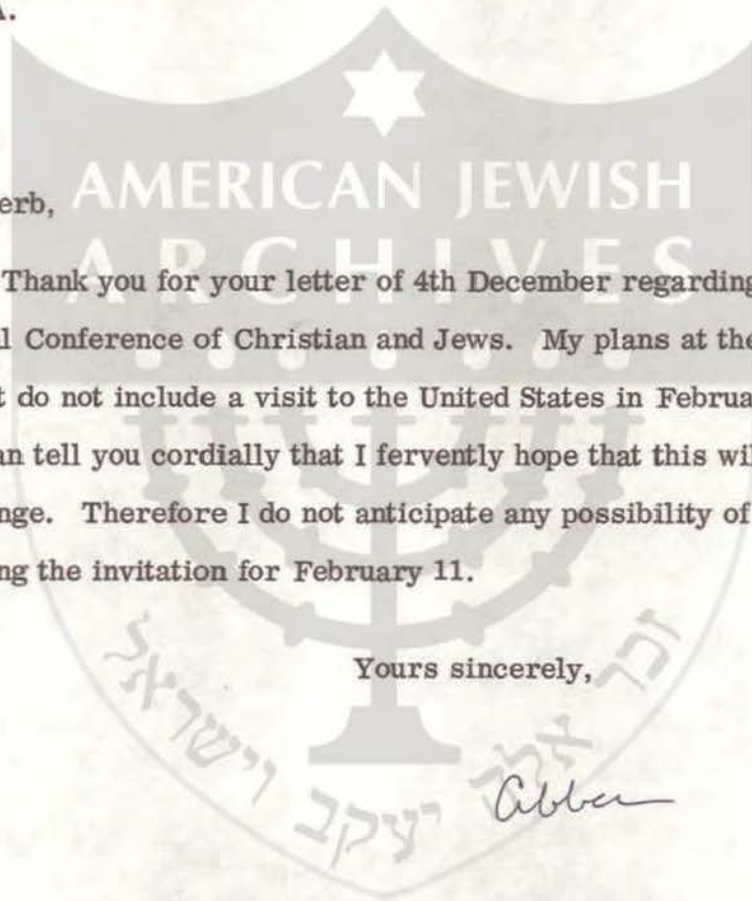 A.
erb,
AMERICAN JEWISH
ARCHIVES
Thank you for your letter of 4th December regarding
l Conference of Christian and Jews. My plans at the
t do not include a visit to the United States in Februa
an tell you cordially that I fervently hope that this wil
nge. Therefore I do not anticipate any possibility of
ng the invitation for February 11.
Yours sincerely,
Abba
זכר אלה יעקב וישראל